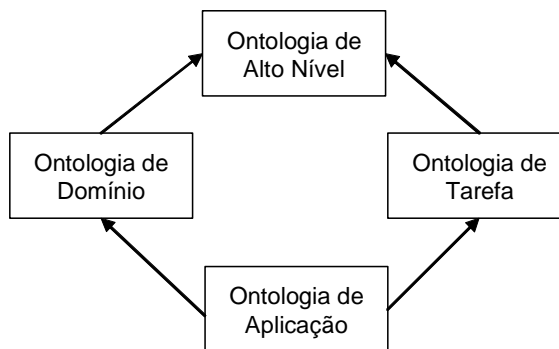 Ontologia de
Alto Nível
Ontologia de
Domínio
Ontologia de
Tarefa
Ontologia de
Aplicação